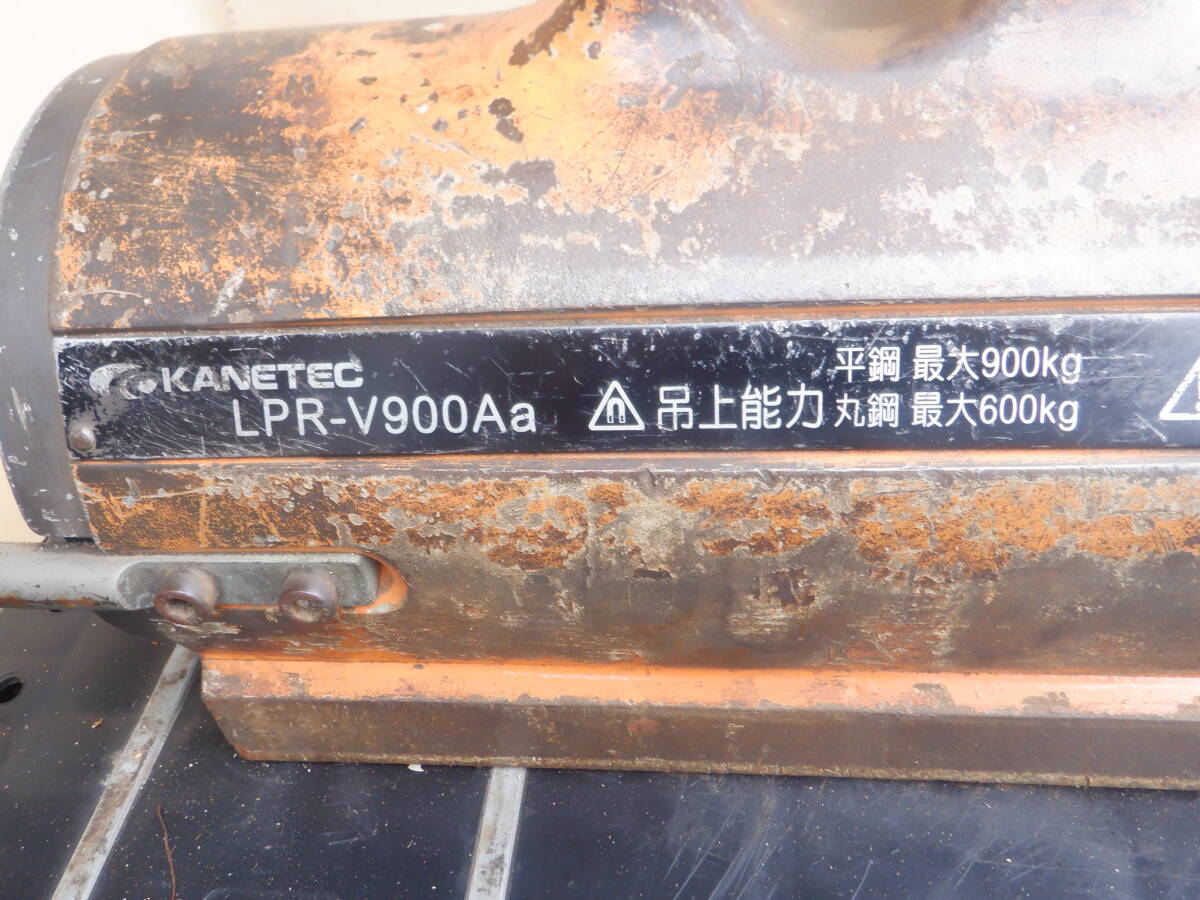 KANETEC
LPR-V900Aa
吊上能力
平鋼 最大900kg
丸鋼 最大600kg